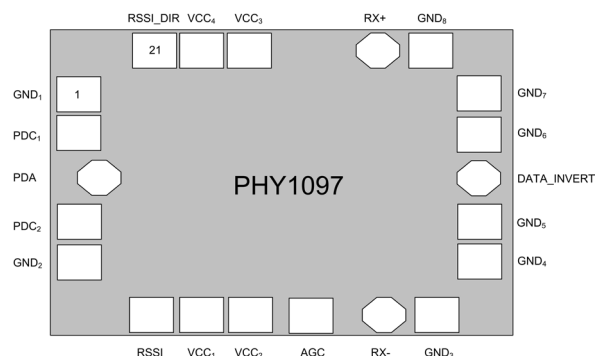 RSSI_DIR VCC₄ VCC₃ RX+ GND₈
21
GND₁ 1 GND₇
PDC₁ GND₆
PDA PHY1097 DATA_INVERT
PDC₂ GND₅
GND₂ GND₄
RSSI VCC₁ VCC₂ AGC RX- GND₃